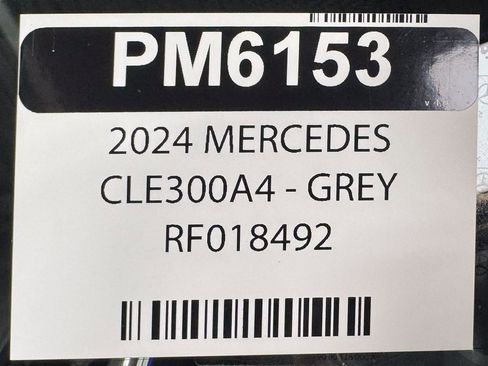 PM6153
2024 MERCEDES
CLE300A4 - GREY
RF018492